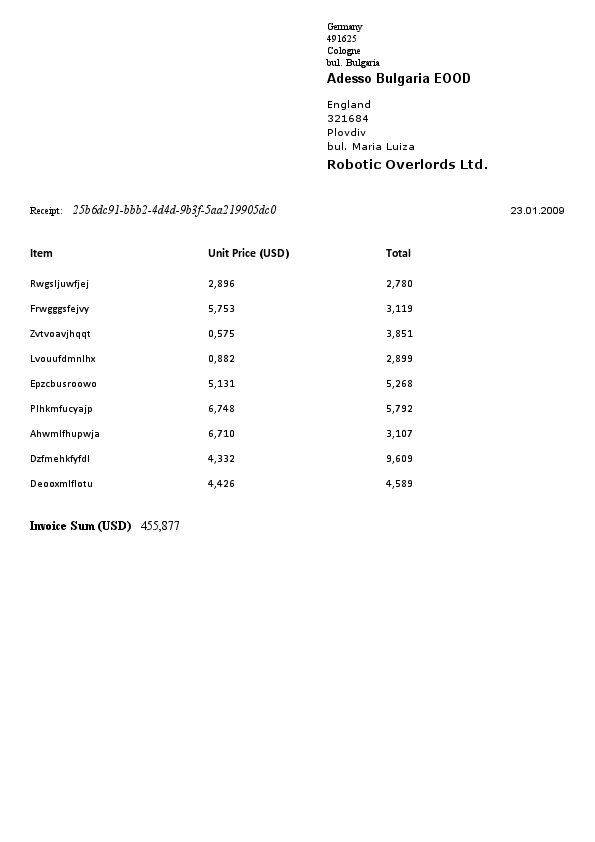 Germany
491625
Cologne
bul. Bulgaria
Adesso Bulgaria EOOD
England
321684
Plovdiv
bul. Maria Luiza
Robotic Overlords Ltd.
Receipt: 25b6dc91-bbb2-4d4d-9b3f-5aa219905dc0 23.01.2009
Item Unit Price (USD) Total
Rwgsljuwfjej 2,896 2,780
Frwgggsfejvy 5,753 3,119
Zvtvoavjhqqt 0,575 3,851
Lvouufdmnlhx 0,882 2,899
Epzcbusroowo 5,131 5,268
Plhkmfucyajp 6,748 5,792
Ahwmlfhupwja 6,710 3,107
Dzfmehkfyfdl 4,332 9,609
Deooxmlflotu 4,426 4,589
Invoice Sum (USD) 455,877